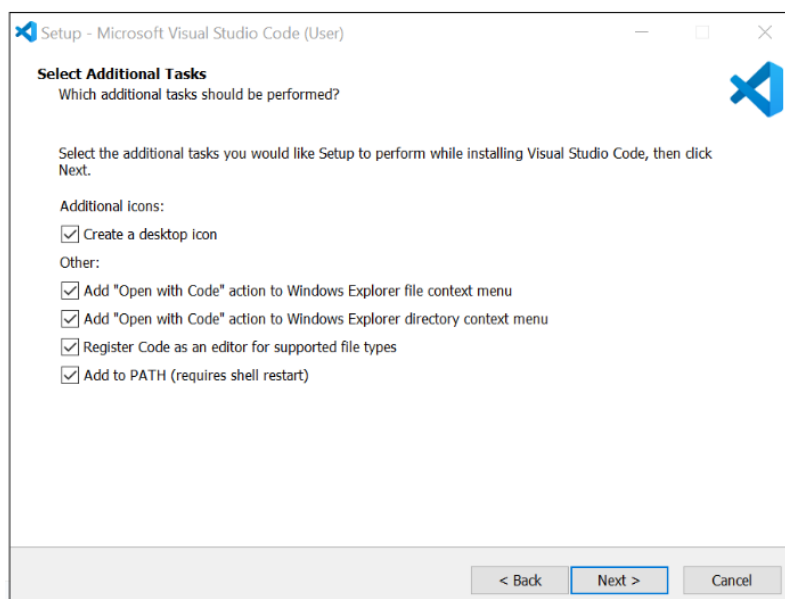 Setup - Microsoft Visual Studio Code (User)
Select Additional Tasks
Which additional tasks should be performed?
Select the additional tasks you would like Setup to perform while installing Visual Studio Code, then click
Next.
Additional icons:
Create a desktop icon
Other:
Add "Open with Code" action to Windows Explorer file context menu
Add "Open with Code" action to Windows Explorer directory context menu
Register Code as an editor for supported file types
Add to PATH (requires shell restart)
< Back Next > Cancel